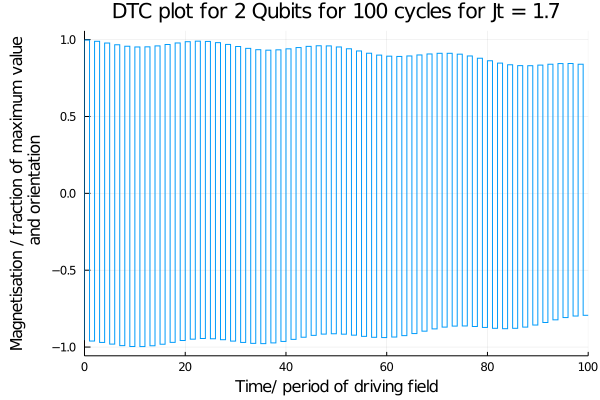 DTC plot for 2 Qubits for 100 cycles for Jt = 1.7
Magnetisation / fraction of maximum value
and orientation
1.0
0.5
0.0
−0.5
−1.0
0 20 40 60 80 100
Time/ period of driving field